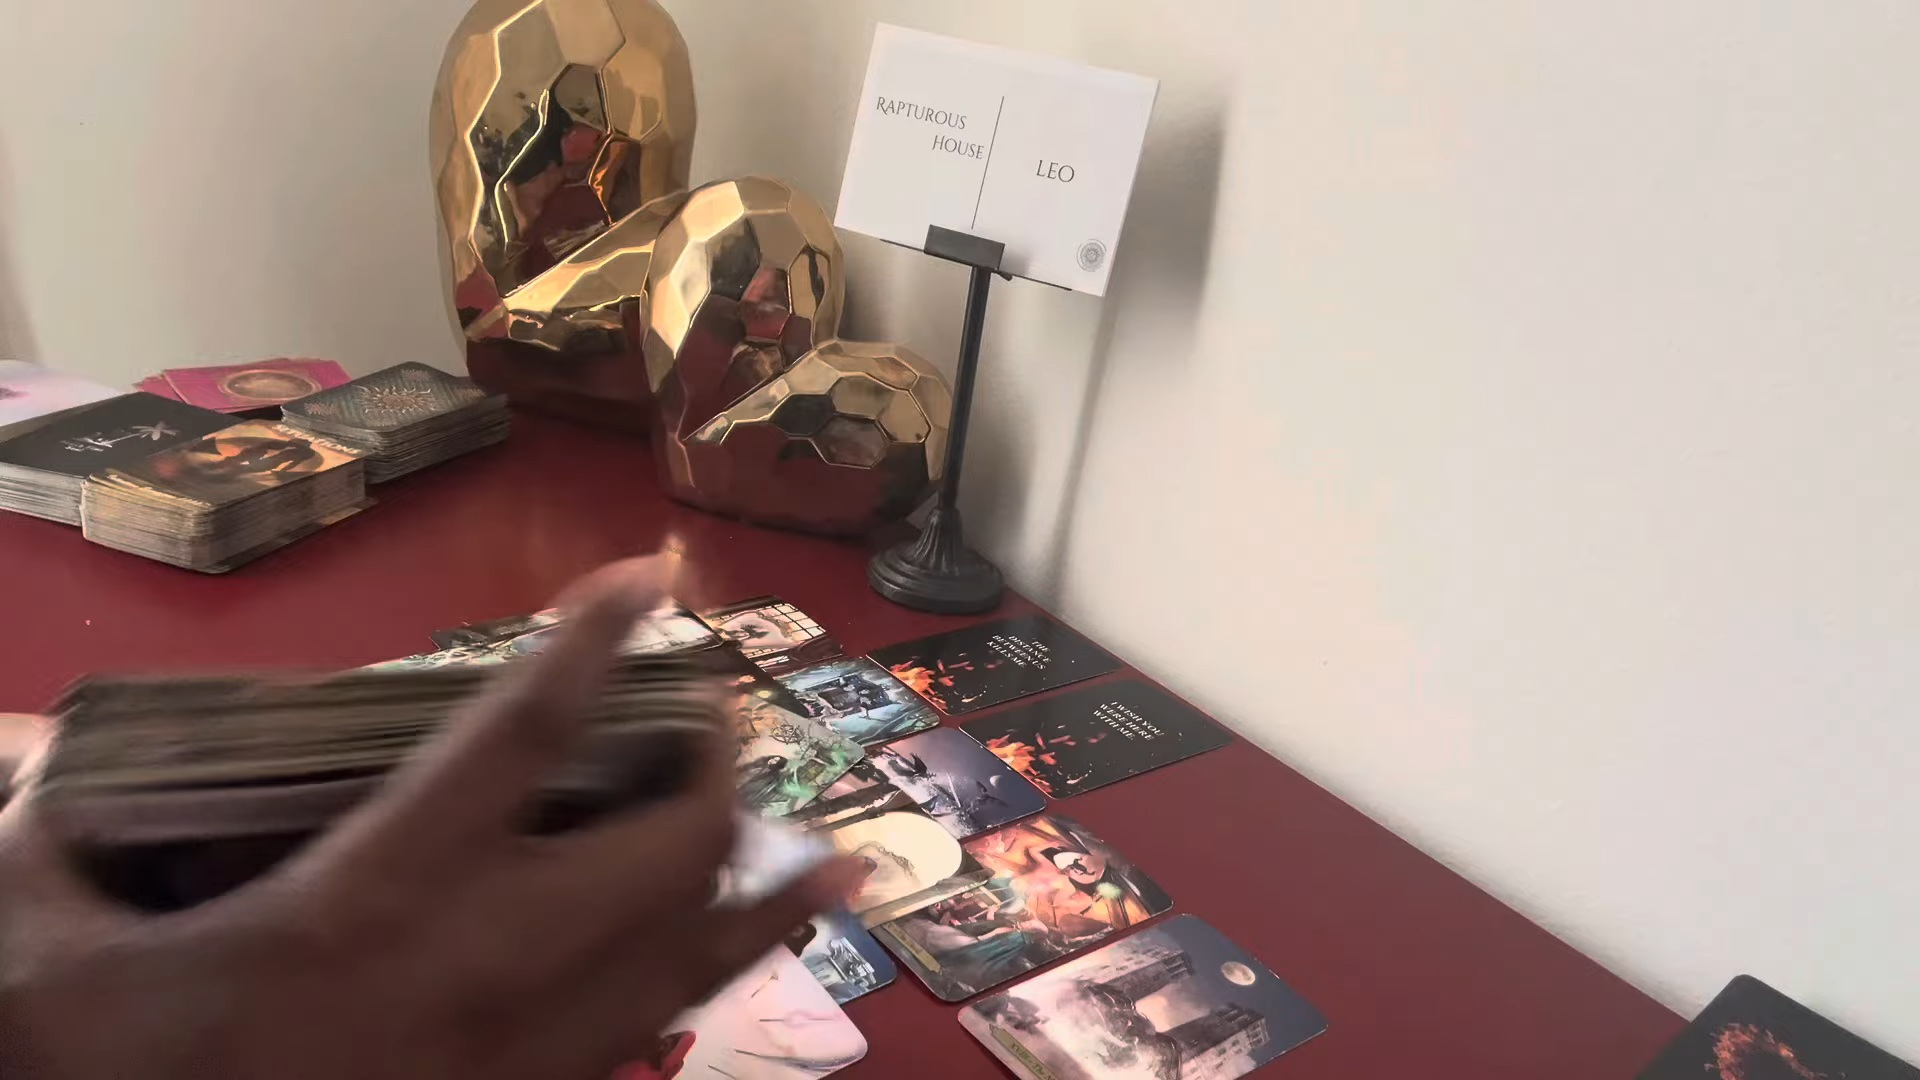 RAPTUROUS
HOUSE
LEO
THE
DISTANCE
BETWEEN US
KILLS ME.
I WISH YOU
WERE HERE
WITH ME.